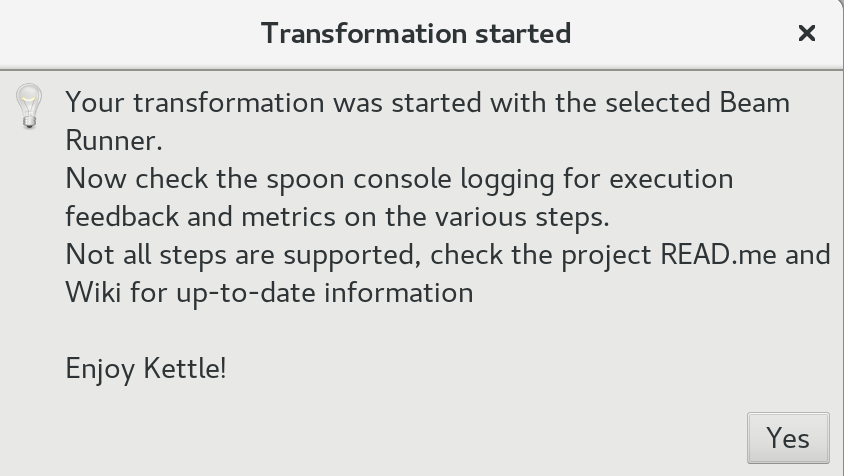 Transformation started
Your transformation was started with the selected Beam
Runner.
Now check the spoon console logging for execution
feedback and metrics on the various steps.
Not all steps are supported, check the project READ.me and
Wiki for up-to-date information
Enjoy Kettle!
Yes